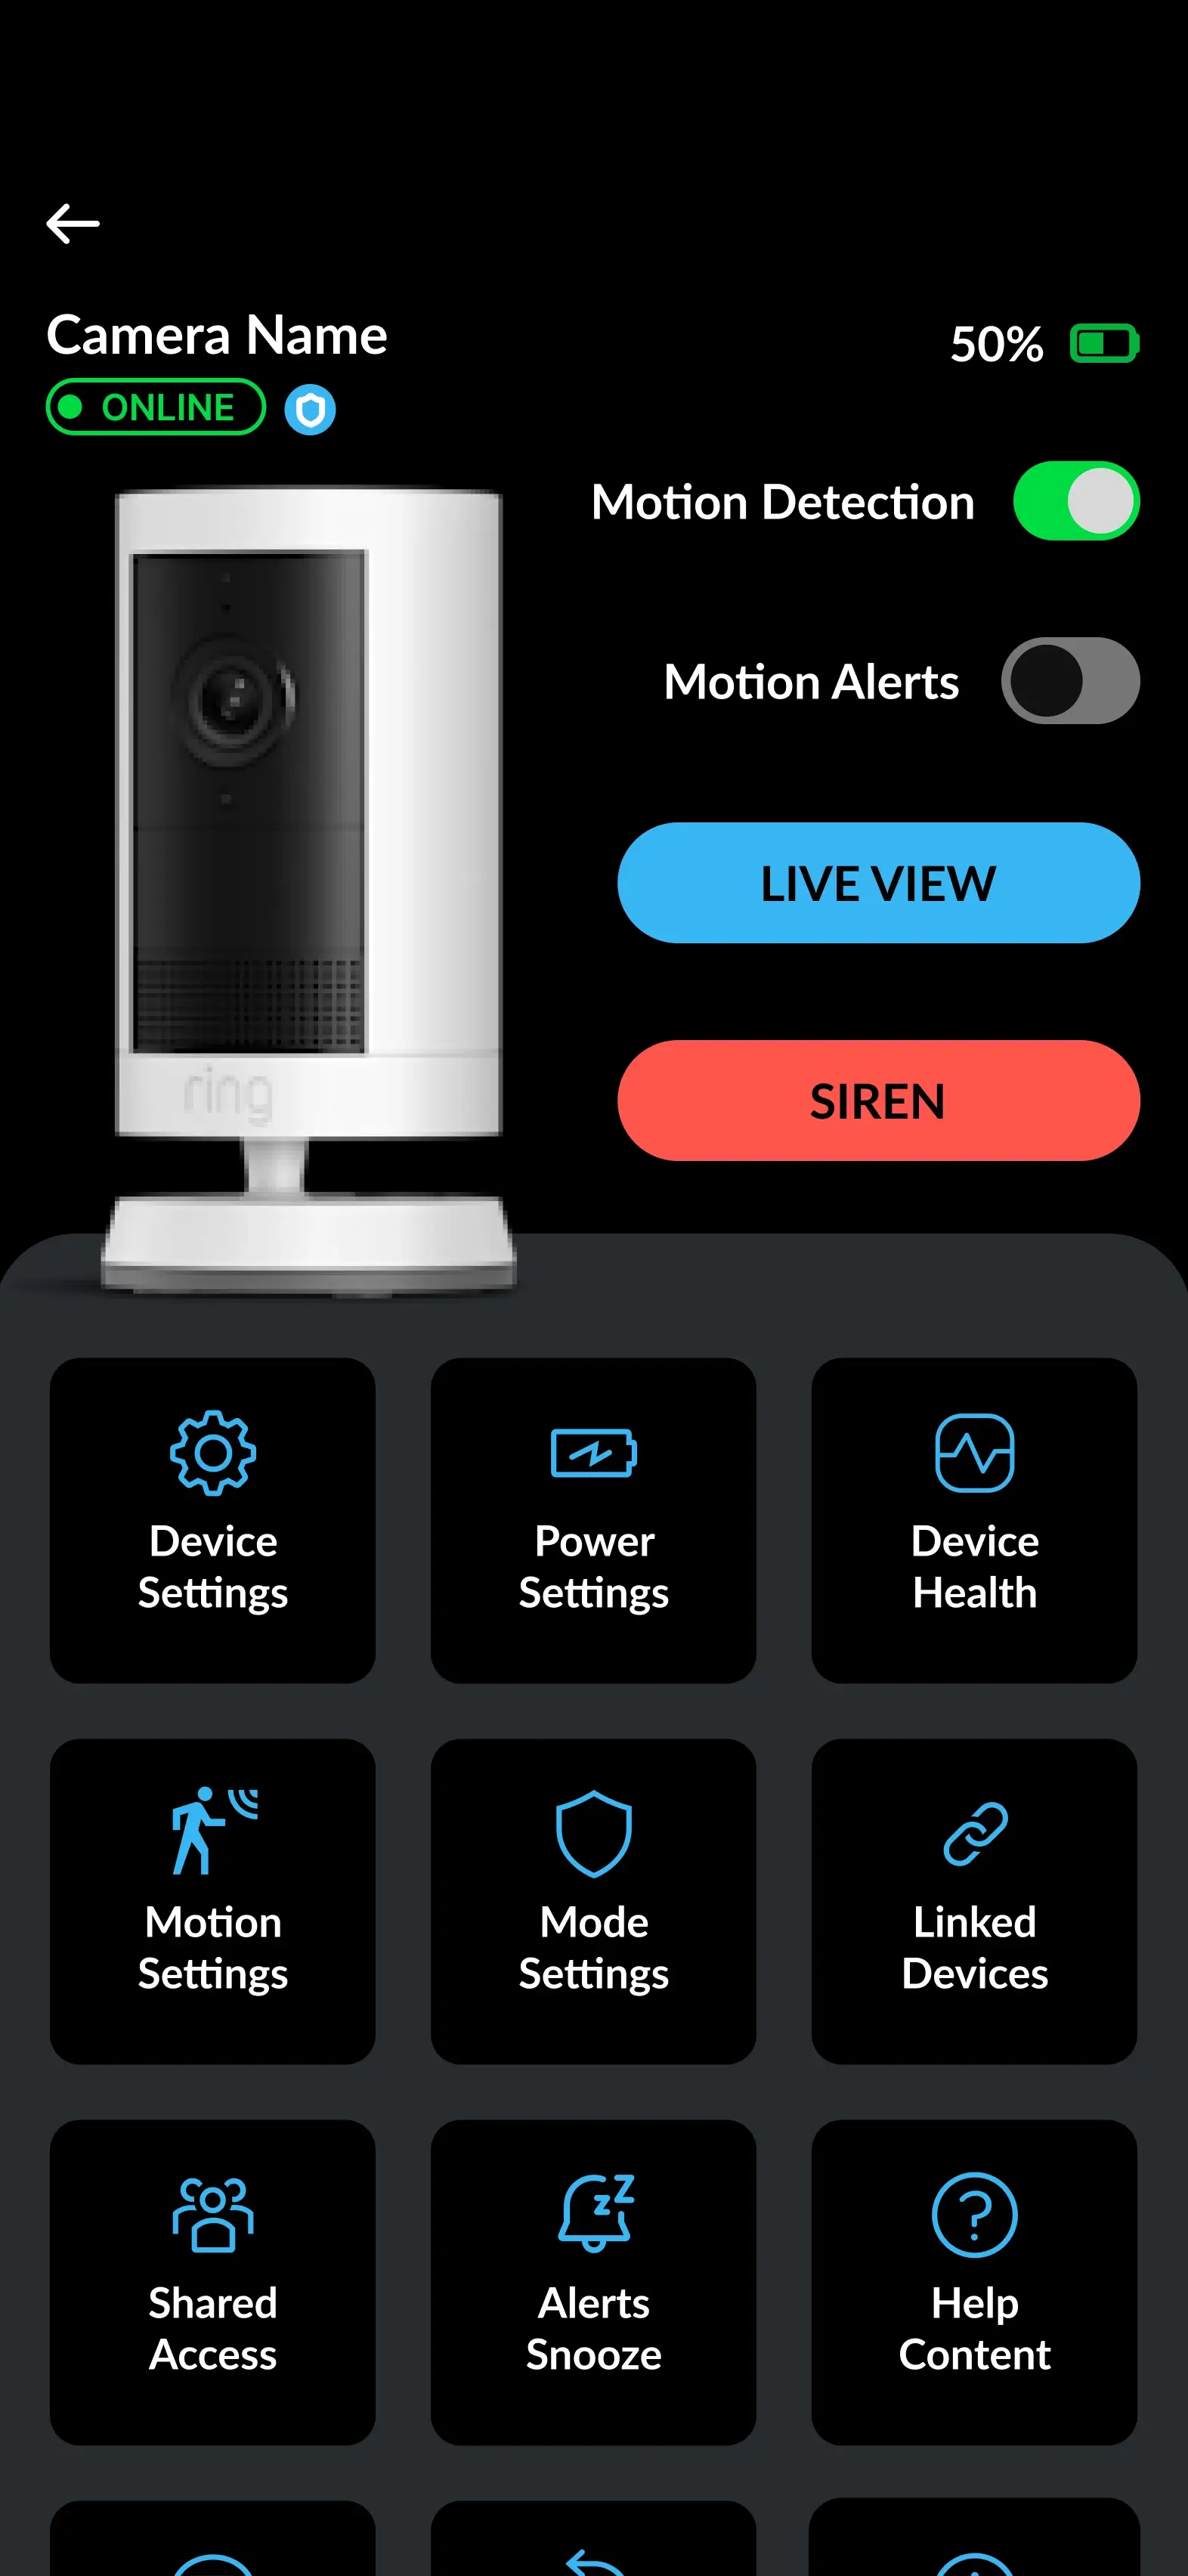 Camera Name
50%
ONLINE
Motion Detection
Motion Alerts
LIVE VIEW
ring
SIREN
Device
Settings
Power
Settings
Device
Health
Motion
Settings
Mode
Settings
Linked
Devices
Shared
Access
Alerts
Snooze
Help
Content